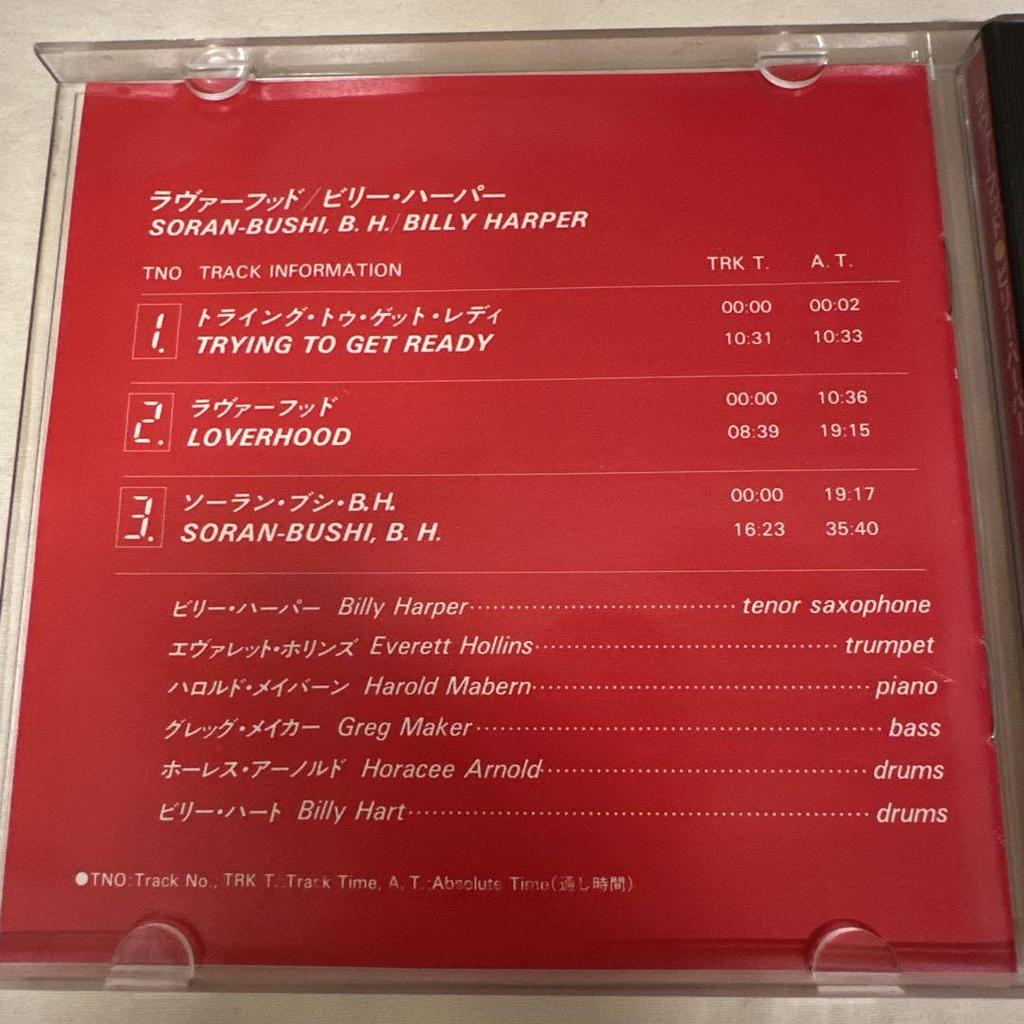 ラヴァーフッド/ビリー・ハーパー
SORAN-BUSHI, B. H./BILLY HARPER
TNO TRACK INFORMATION TRK T. A. T.
1. トライング・トゥ・ゲット・レディ 00:00 00:02
TRYING TO GET READY 10:31 10:33
2. ラヴァーフッド 00:00 10:36
LOVERHOOD 08:39 19:15
3. ソーラン・ブシ・B.H. 00:00 19:17
SORAN-BUSHI, B. H. 16:23 35:40
ビリー・ハーパー Billy Harper tenor saxophone
エヴァレット・ホリンズ Everett Hollins trumpet
ハロルド・メイバーン Harold Mabern piano
グレッグ・メイカー Greg Maker bass
ホーレス・アーノルド Horacee Arnold drums
ビリー・ハート Billy Hart drums
●TNO:Track No., TRK T.:Track Time, A. T.:Absolute Time(通し時間)